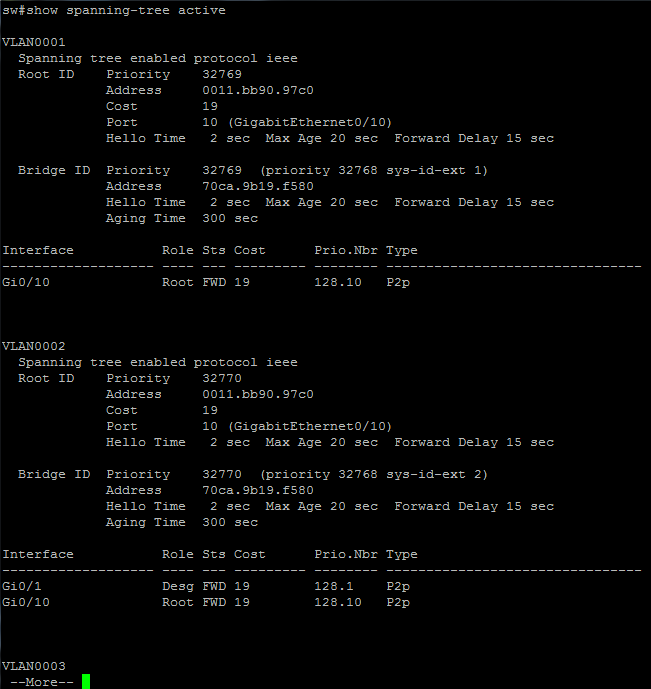 sw#show spanning-tree active
VLAN0001
  Spanning tree enabled protocol ieee
  Root ID    Priority    32769
             Address     0011.bb90.97c0
             Cost        19
             Port        10 (GigabitEthernet0/10)
             Hello Time   2 sec  Max Age 20 sec  Forward Delay 15 sec
  Bridge ID  Priority    32769  (priority 32768 sys-id-ext 1)
             Address     70ca.9b19.f580
             Hello Time   2 sec  Max Age 20 sec  Forward Delay 15 sec
             Aging Time  300 sec
Interface           Role Sts Cost      Prio.Nbr Type
------------------- ---- --- --------- -------- --------------------------------
Gi0/10              Root FWD 19        128.10   P2p
VLAN0002
  Spanning tree enabled protocol ieee
  Root ID    Priority    32770
             Address     0011.bb90.97c0
             Cost        19
             Port        10 (GigabitEthernet0/10)
             Hello Time   2 sec  Max Age 20 sec  Forward Delay 15 sec
  Bridge ID  Priority    32770  (priority 32768 sys-id-ext 2)
             Address     70ca.9b19.f580
             Hello Time   2 sec  Max Age 20 sec  Forward Delay 15 sec
             Aging Time  300 sec
Interface           Role Sts Cost      Prio.Nbr Type
------------------- ---- --- --------- -------- --------------------------------
Gi0/1               Desg FWD 19        128.1    P2p
Gi0/10              Root FWD 19        128.10   P2p
VLAN0003
 --More--